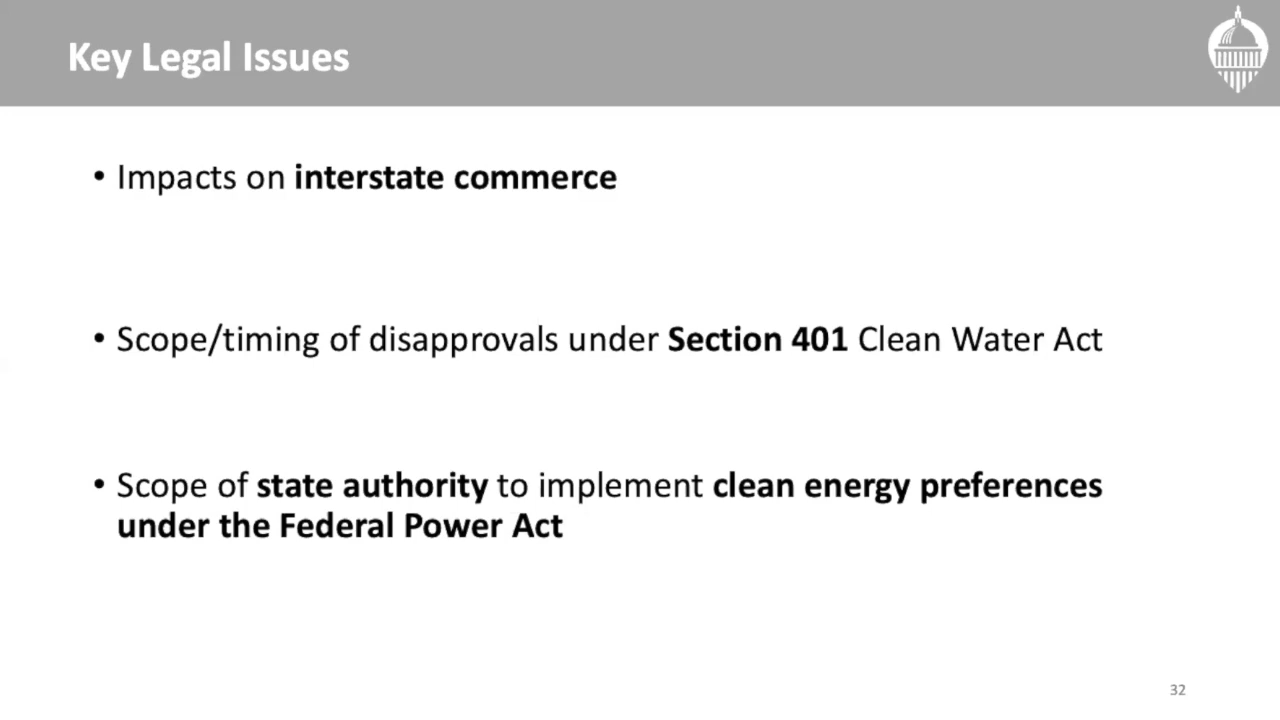 Key Legal Issues
• Impacts on interstate commerce
• Scope/timing of disapprovals under Section 401 Clean Water Act
• Scope of state authority to implement clean energy preferences
under the Federal Power Act
32